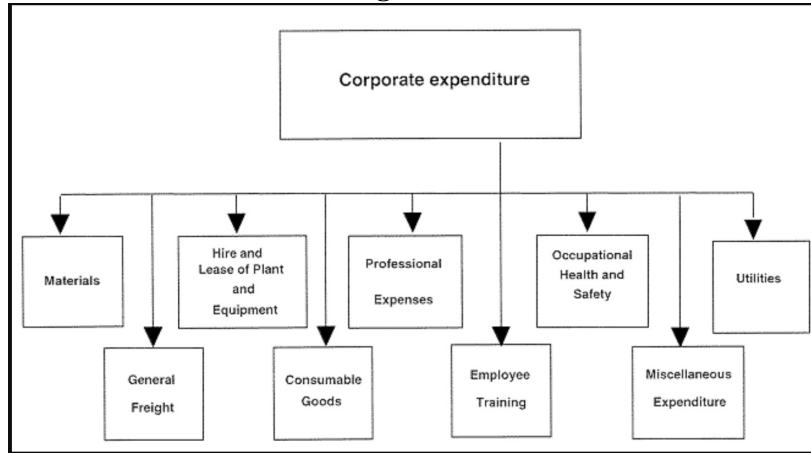 Corporate expenditure
Materials
Hire and
Lease of Plant
and
Equipment
Professional
Expenses
Occupational
Health and
Safety
Utilities
General
Freight
Consumable
Goods
Employee
Training
Miscellaneous
Expenditure